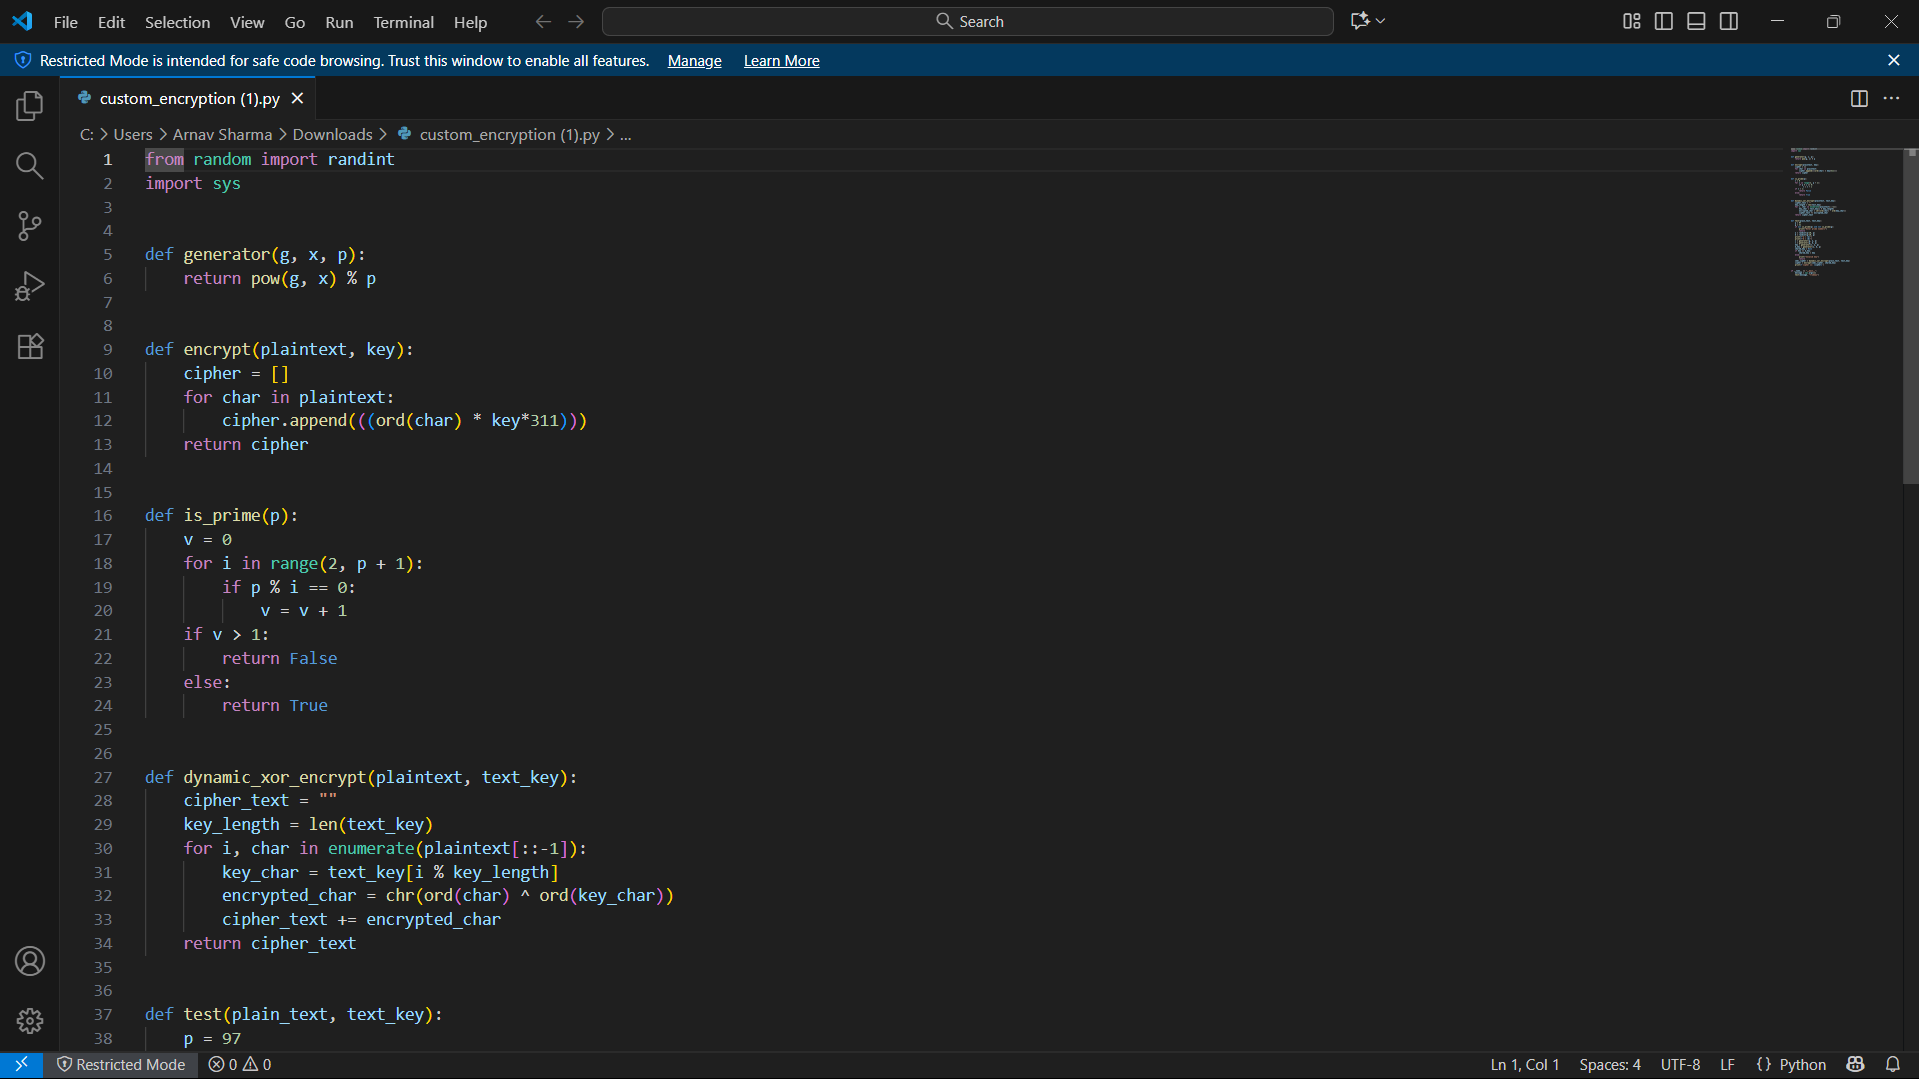 File Edit Selection View Go Run Terminal Help Search
Restricted Mode is intended for safe code browsing. Trust this window to enable all features. Manage Learn More
custom_encryption (1).py
C: > Users > Arnav Sharma > Downloads > custom_encryption (1).py > ...
1 from random import randint
2 import sys
3
4
5 def generator(g, x, p):
6     return pow(g, x) % p
7
8
9 def encrypt(plaintext, key):
10     cipher = []
11     for char in plaintext:
12         cipher.append(((ord(char) * key*311)))
13     return cipher
14
15
16 def is_prime(p):
17     v = 0
18     for i in range(2, p + 1):
19         if p % i == 0:
20             v = v + 1
21     if v > 1:
22         return False
23     else:
24         return True
25
26
27 def dynamic_xor_encrypt(plaintext, text_key):
28     cipher_text = ""
29     key_length = len(text_key)
30     for i, char in enumerate(plaintext[::-1]):
31         key_char = text_key[i % key_length]
32         encrypted_char = chr(ord(char) ^ ord(key_char))
33         cipher_text += encrypted_char
34     return cipher_text
35
36
37 def test(plain_text, text_key):
38     p = 97
Restricted Mode 0 0 Ln 1, Col 1 Spaces: 4 UTF-8 LF {} Python